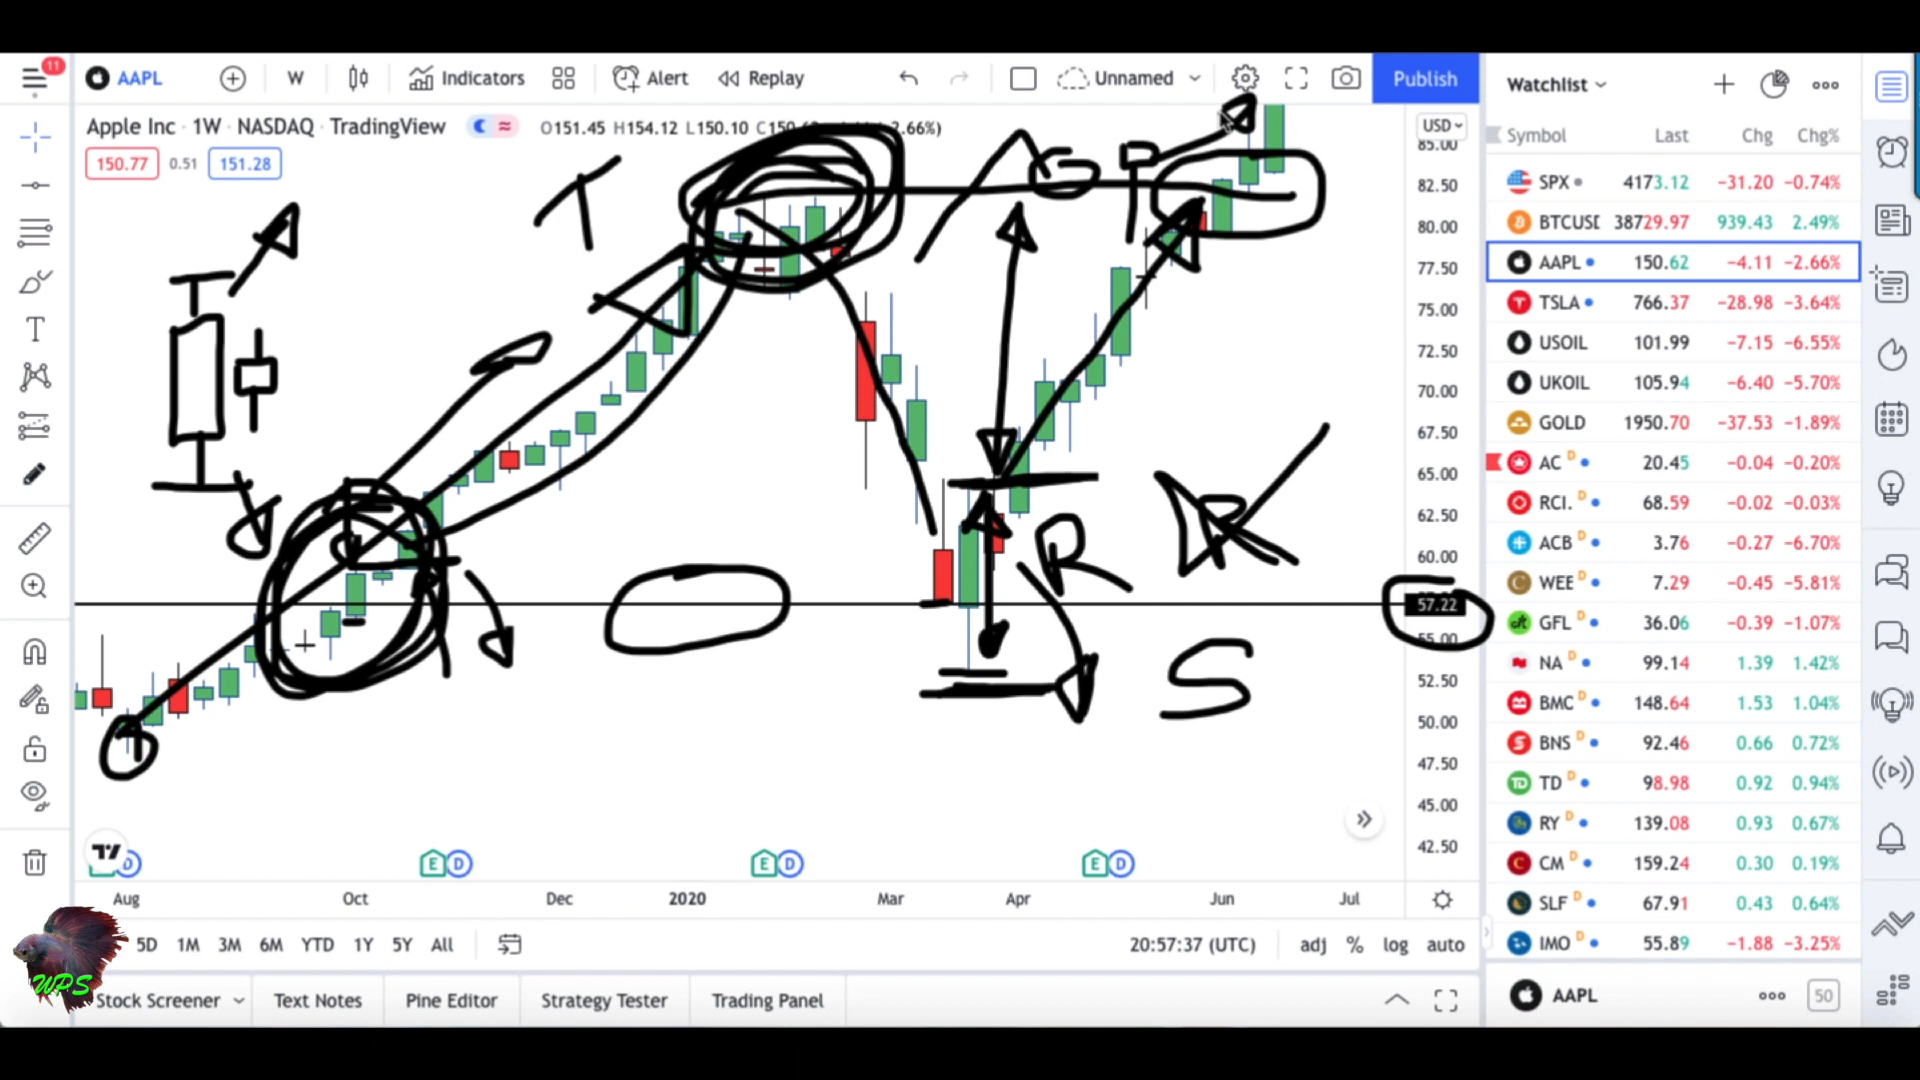 11
AAPL W Indicators Alert Replay Unnamed Publish
Apple Inc · 1W · NASDAQ · TradingView O151.45 H154.12 L150.10
150.77 0.51 151.28
USD
85.00
82.50
80.00
77.50
75.00
72.50
70.00
67.50
65.00
62.50
60.00
57.22
55.00
52.50
50.00
47.50
45.00
42.50
T
G P
R
S
E D E D E D
Aug Oct Dec 2020 Mar Apr Jun Jul
5D 1M 3M 6M YTD 1Y 5Y All 20:57:37 (UTC) adj % log auto
WPS
Stock Screener Text Notes Pine Editor Strategy Tester Trading Panel
Watchlist
Symbol Last Chg Chg%
SPX 4173.12 −31.20 −0.74%
BTCUSD 38729.97 939.43 2.49%
AAPL 150.62 −4.11 −2.66%
TSLA 766.37 −28.98 −3.64%
USOIL 101.99 −7.15 −6.55%
UKOIL 105.94 −6.40 −5.70%
GOLD 1950.70 −37.53 −1.89%
AC D 20.45 −0.04 −0.20%
RCI. D 68.59 −0.02 −0.03%
ACB D 3.76 −0.27 −6.70%
WEE D 7.29 −0.45 −5.81%
GFL D 36.06 −0.39 −1.07%
NA D 99.14 1.39 1.42%
BMC D 148.64 1.53 1.04%
BNS D 92.46 0.66 0.72%
TD D 98.98 0.92 0.94%
RY D 139.08 0.93 0.67%
CM D 159.24 0.30 0.19%
SLF D 67.91 0.43 0.64%
IMO D 55.89 −1.88 −3.25%
AAPL 50